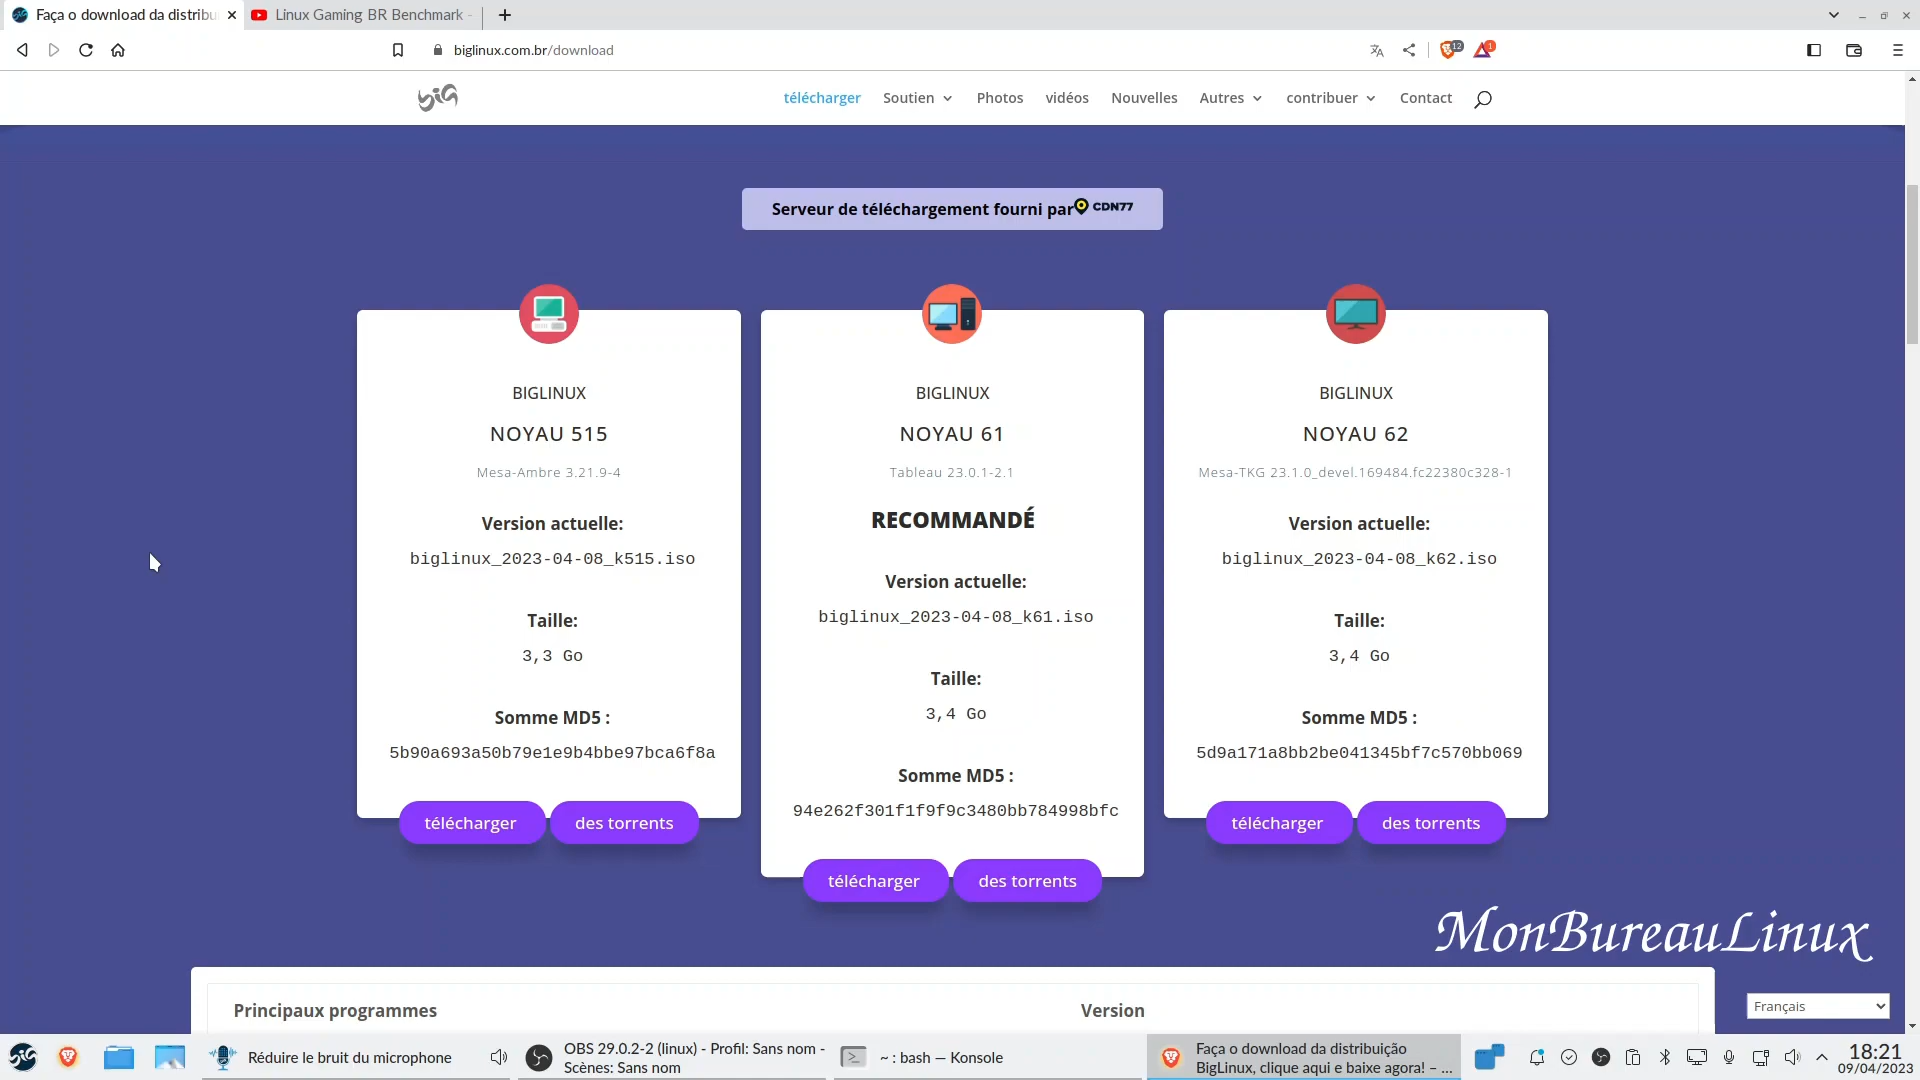 Faça o download da distribu
Linux Gaming BR Benchmark -
biglinux.com.br/download
12
1
big
télécharger
Soutien
Photos
vidéos
Nouvelles
Autres
contribuer
Contact
Serveur de téléchargement fourni par CDN77
BIGLINUX
NOYAU 515
Mesa-Ambre 3.21.9-4
Version actuelle:
biglinux_2023-04-08_k515.iso
Taille:
3,3 Go
Somme MD5 :
5b90a693a50b79e1e9b4bbe97bca6f8a
télécharger
des torrents
BIGLINUX
NOYAU 61
Tableau 23.0.1-2.1
RECOMMANDÉ
Version actuelle:
biglinux_2023-04-08_k61.iso
Taille:
3,4 Go
Somme MD5 :
94e262f301f1f9f9c3480bb784998bfc
télécharger
des torrents
BIGLINUX
NOYAU 62
Mesa-TKG 23.1.0_devel.169484.fc22380c328-1
Version actuelle:
biglinux_2023-04-08_k62.iso
Taille:
3,4 Go
Somme MD5 :
5d9a171a8bb2be041345bf7c570bb069
télécharger
des torrents
MonBureauLinux
Principaux programmes
Version
Français
Réduire le bruit du microphone
OBS 29.0.2-2 (linux) - Profil: Sans nom -
Scènes: Sans nom
~ : bash — Konsole
Faça o download da distribuição
BigLinux, clique aqui e baixe agora! – ...
18:21
09/04/2023